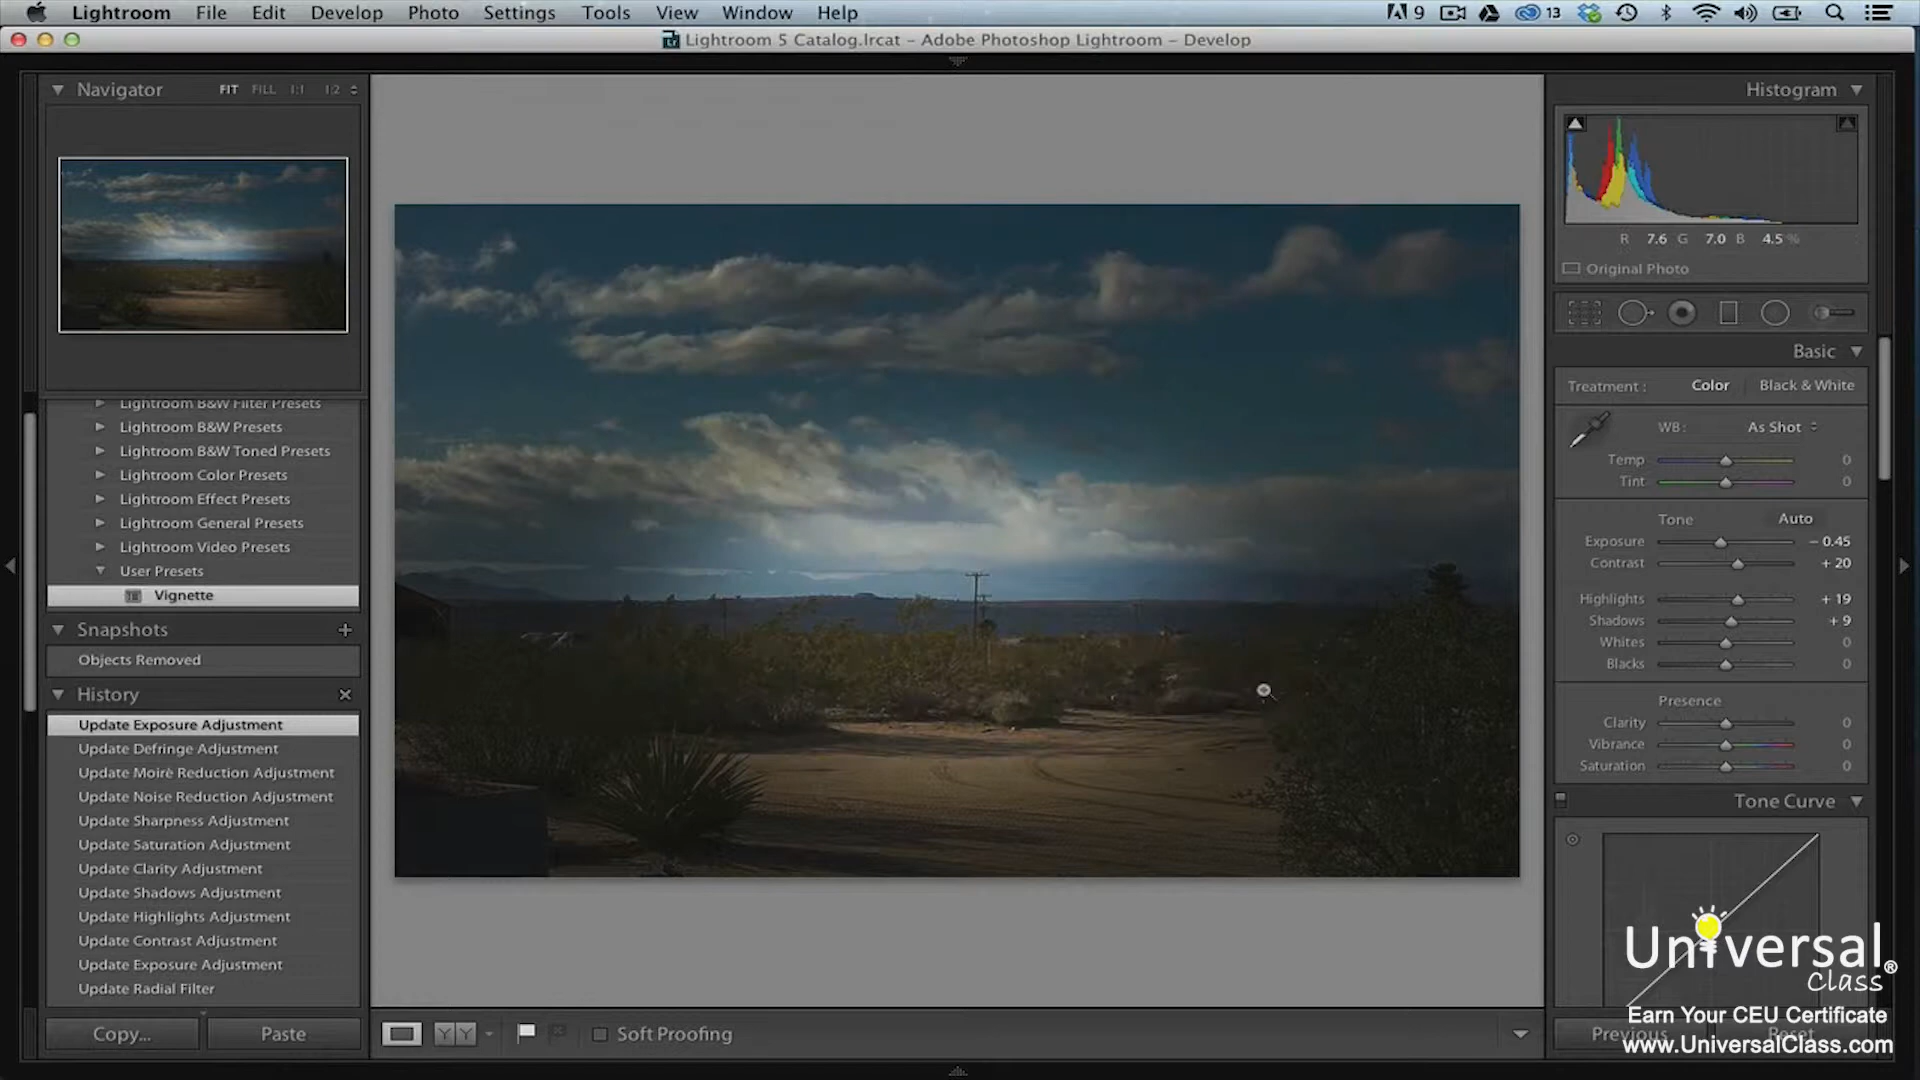 Lightroom File Edit Develop Photo Settings Tools View Window Help 9 13
Lightroom 5 Catalog.lrcat – Adobe Photoshop Lightroom – Develop
Navigator FIT FILL 1:1 1:2
Lightroom B&W Filter Presets
Lightroom B&W Presets
Lightroom B&W Toned Presets
Lightroom Color Presets
Lightroom Effect Presets
Lightroom General Presets
Lightroom Video Presets
User Presets
Vignette
Snapshots +
Objects Removed
History ×
Update Exposure Adjustment
Update Defringe Adjustment
Update Moirè Reduction Adjustment
Update Noise Reduction Adjustment
Update Sharpness Adjustment
Update Saturation Adjustment
Update Clarity Adjustment
Update Shadows Adjustment
Update Highlights Adjustment
Update Contrast Adjustment
Update Exposure Adjustment
Update Radial Filter
Copy... Paste
Soft Proofing
Histogram
R 7.6 G 7.0 B 4.5 %
Original Photo
Basic
Treatment : Color Black & White
WB: As Shot
Temp 0
Tint 0
Tone Auto
Exposure – 0.45
Contrast + 20
Highlights + 19
Shadows + 9
Whites 0
Blacks 0
Presence
Clarity 0
Vibrance 0
Saturation 0
Tone Curve
Universal®
Class
Earn Your CEU Certificate
Previous Reset
www.UniversalClass.com